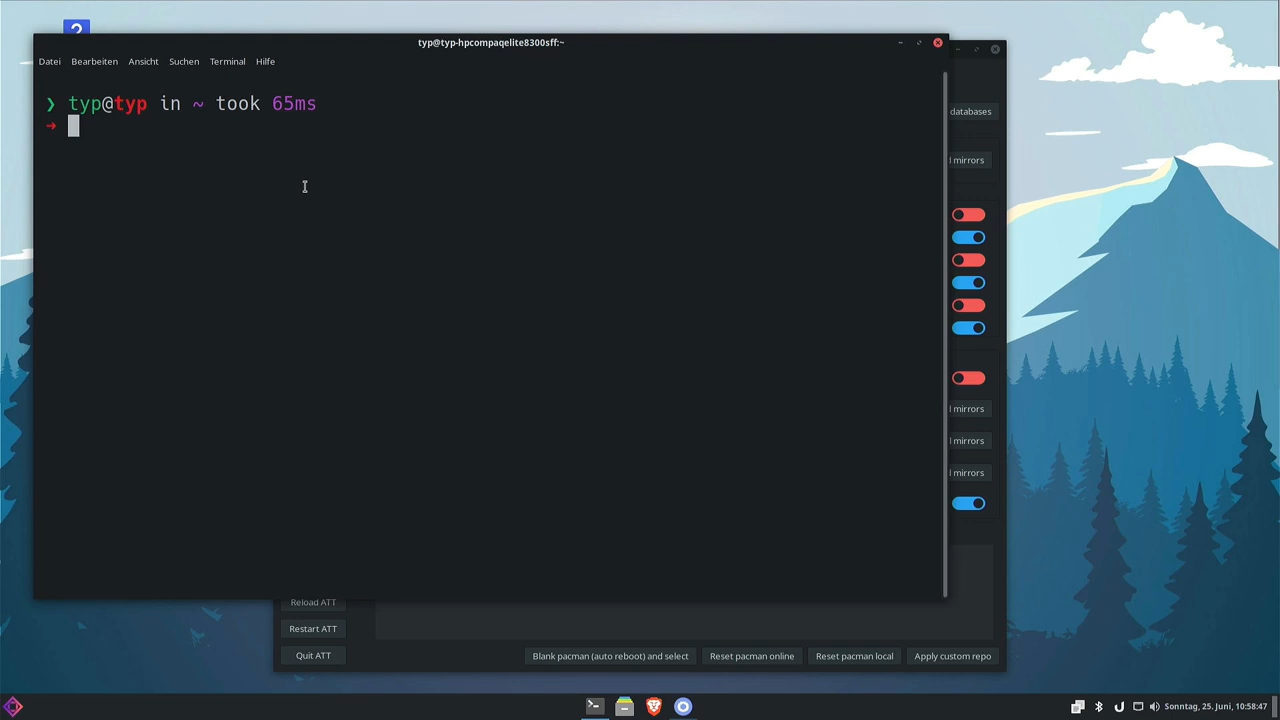 ?
typ@typ-hpcompaqelite8300sff:~
Datei Bearbeiten Ansicht Suchen Terminal Hilfe
❯ typ@typ in ~ took 65ms
➜
databases
mirrors
mirrors
mirrors
mirrors
Reload ATT
Restart ATT
Quit ATT
Blank pacman (auto reboot) and select Reset pacman online Reset pacman local Apply custom repo
Sonntag, 25. Juni, 10:58:47